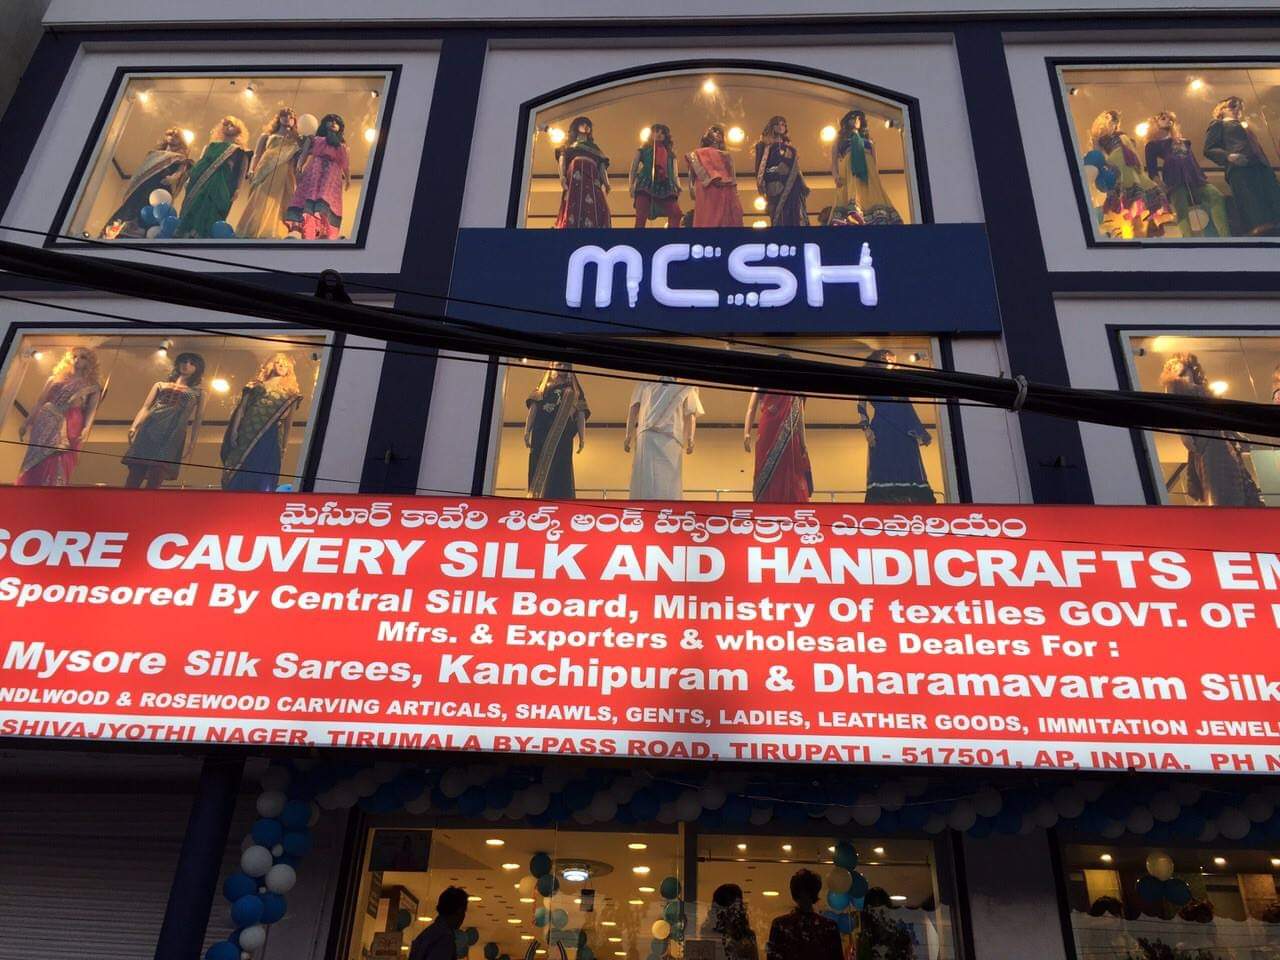 MCSH
మైసూర్ కావేరి శిల్క్ అండ్ హ్యాండ్‌క్రాఫ్ట్స్ ఎంపోరియం
SORE CAUVERY SILK AND HANDICRAFTS EM
Sponsored By Central Silk Board, Ministry Of textiles GOVT. OF
Mfrs. & Exporters & wholesale Dealers For :
Mysore Silk Sarees, Kanchipuram & Dharamavaram Silk
NDLWOOD & ROSEWOOD CARVING ARTICALS, SHAWLS, GENTS, LADIES, LEATHER GOODS, IMMITATION JEWEL
SHIVAJYOTHI NAGER, TIRUMALA BY-PASS ROAD, TIRUPATI - 517501, AP, INDIA. PH N